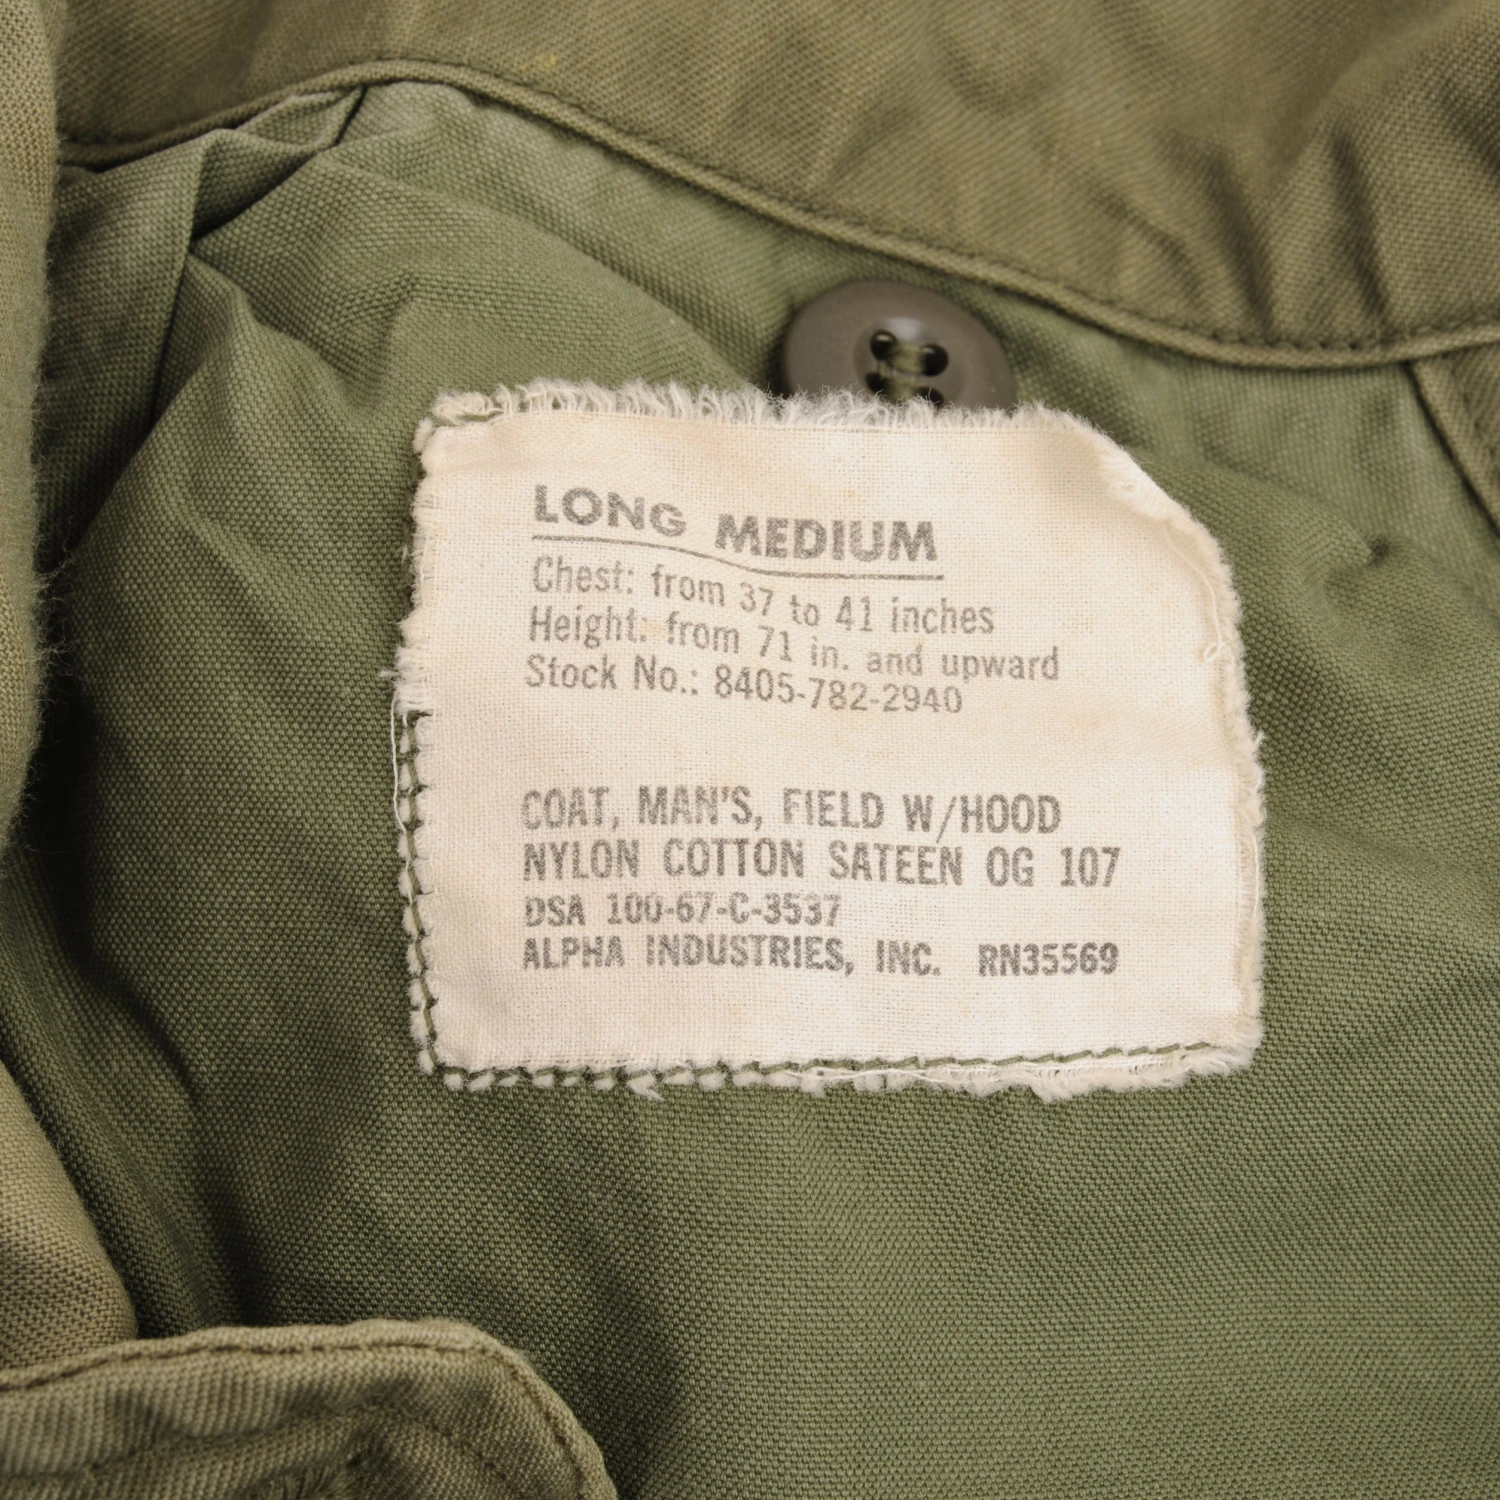 LONG MEDIUM
Chest: from 37 to 41 inches
Height: from 71 in. and upward
Stock No.: 8405-782-2940
COAT, MAN'S, FIELD W/HOOD
NYLON COTTON SATEEN OG 107
DSA 100-67-C-3537
ALPHA INDUSTRIES, INC. RN35569